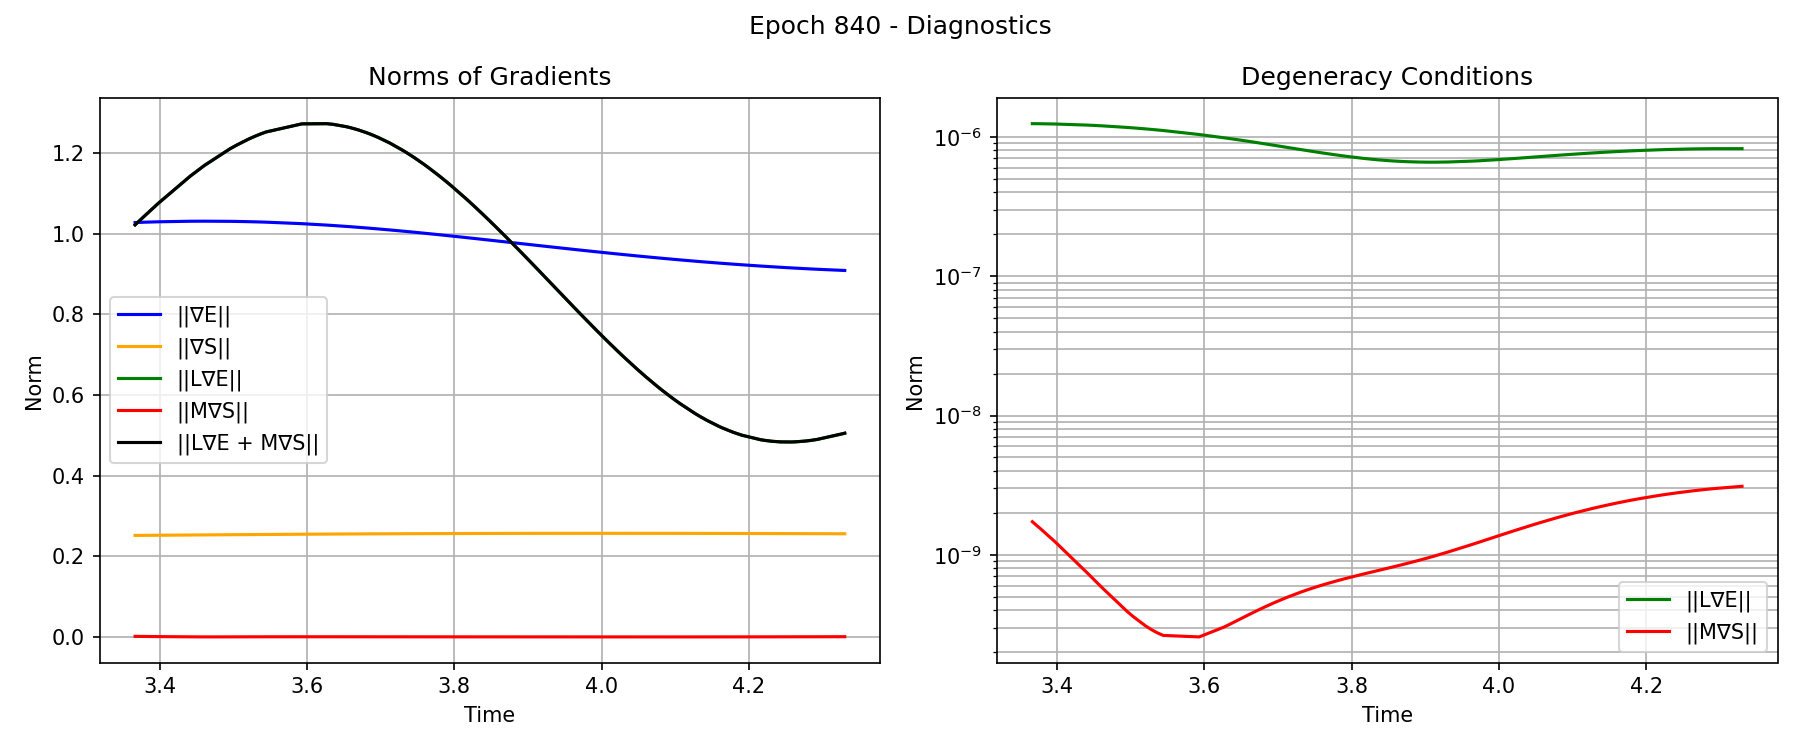 Epoch 840 - Diagnostics
Norms of Gradients
Norm
1.2
1.0
0.8
0.6
0.4
0.2
0.0
||∇E||
||∇S||
||L∇E||
||M∇S||
||L∇E + M∇S||
3.4 3.6 3.8 4.0 4.2
Time
Degeneracy Conditions
Norm
10⁻⁶
10⁻⁷
10⁻⁸
10⁻⁹
||L∇E||
||M∇S||
3.4 3.6 3.8 4.0 4.2
Time